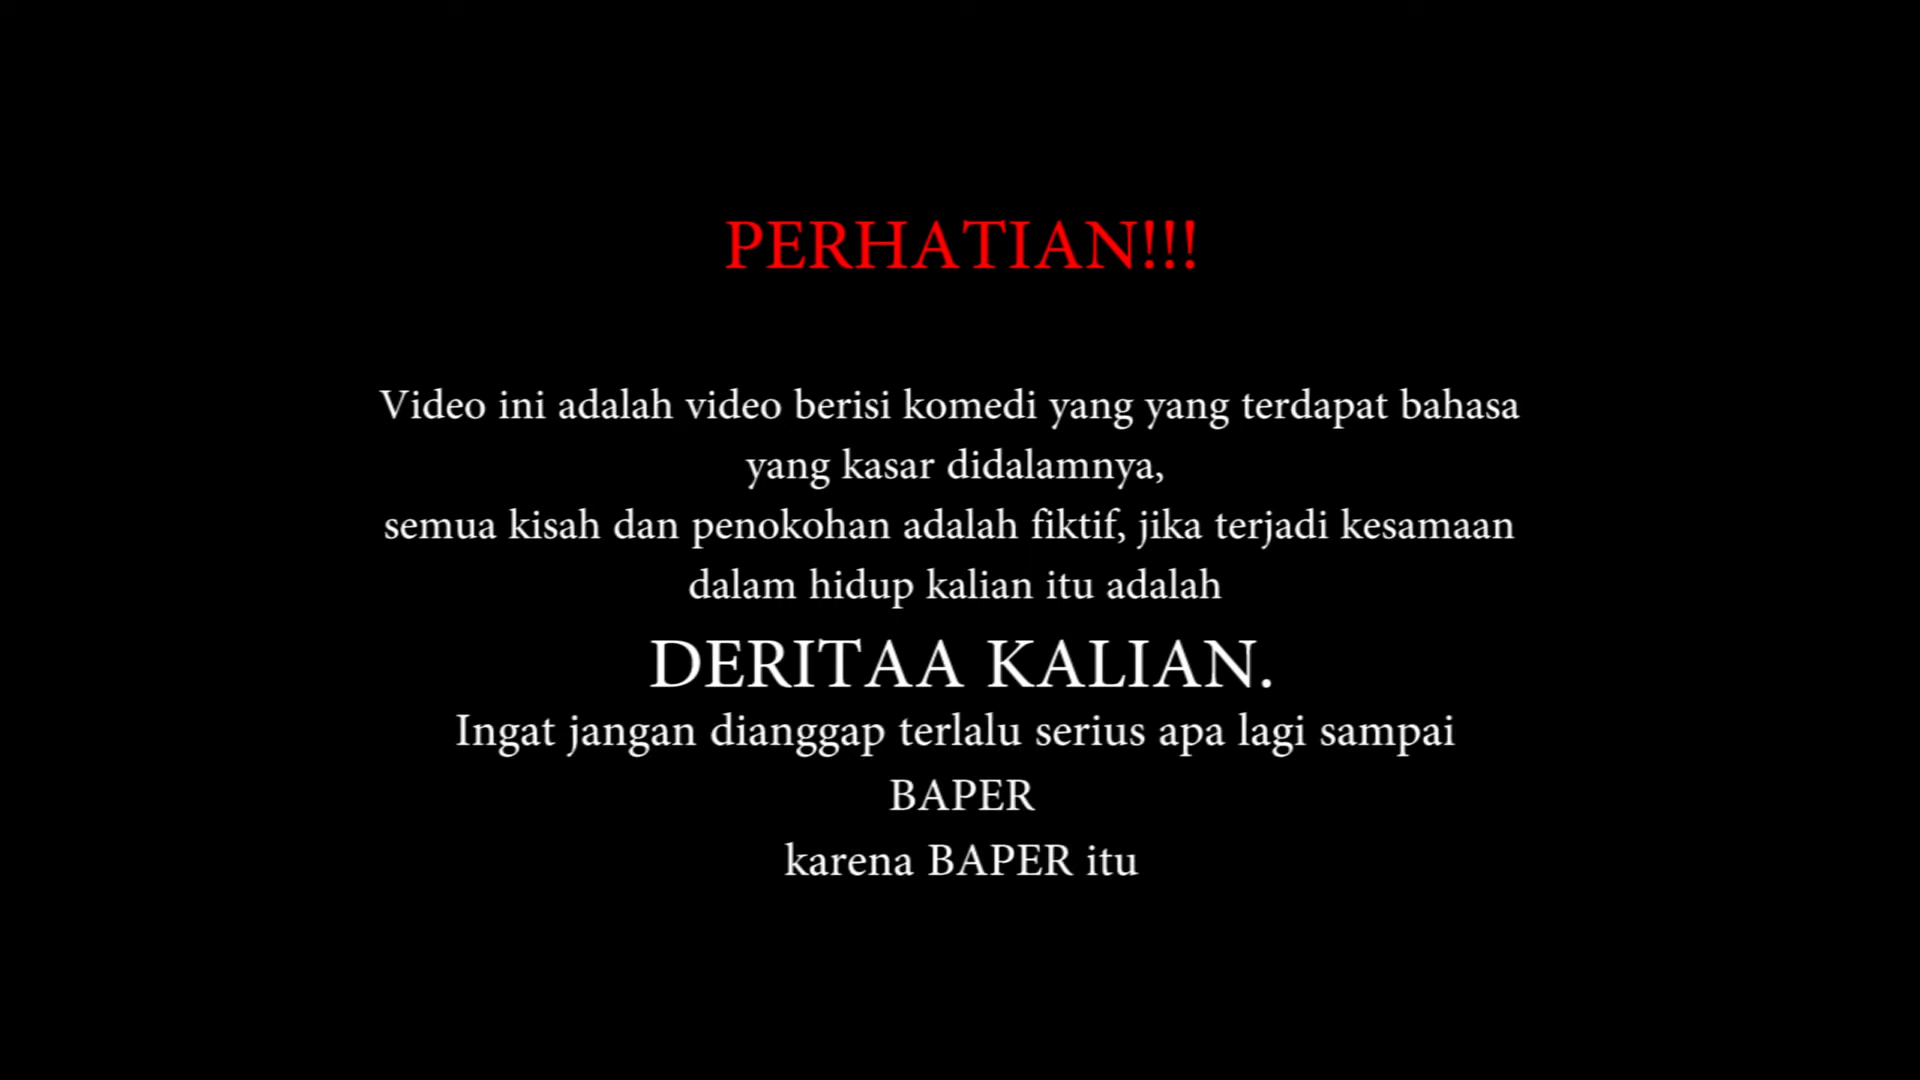 PERHATIAN!!!
Video ini adalah video berisi komedi yang yang terdapat bahasa
yang kasar didalamnya,
semua kisah dan penokohan adalah fiktif, jika terjadi kesamaan
dalam hidup kalian itu adalah
DERITAA KALIAN.
Ingat jangan dianggap terlalu serius apa lagi sampai
BAPER
karena BAPER itu